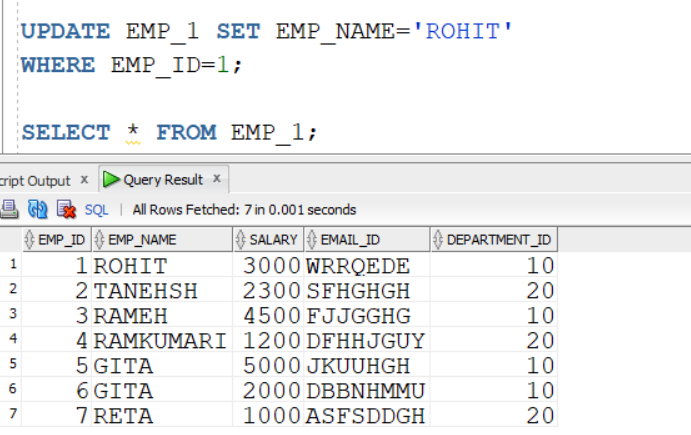 UPDATE EMP_1 SET EMP_NAME='ROHIT'
WHERE EMP_ID=1;
SELECT * FROM EMP_1;
cript Output x Query Result x
SQL | All Rows Fetched: 7 in 0.001 seconds
EMP_ID EMP_NAME SALARY EMAIL_ID DEPARTMENT_ID
1 1 ROHIT 3000 WRRQEDE 10
2 2 TANEHSH 2300 SFHGHGH 20
3 3 RAMEH 4500 FJJGGHG 10
4 4 RAMKUMARI 1200 DFHHJGUY 20
5 5 GITA 5000 JKUUHGH 10
6 6 GITA 2000 DBBNHMMU 10
7 7 RETA 1000 ASFSDDGH 20